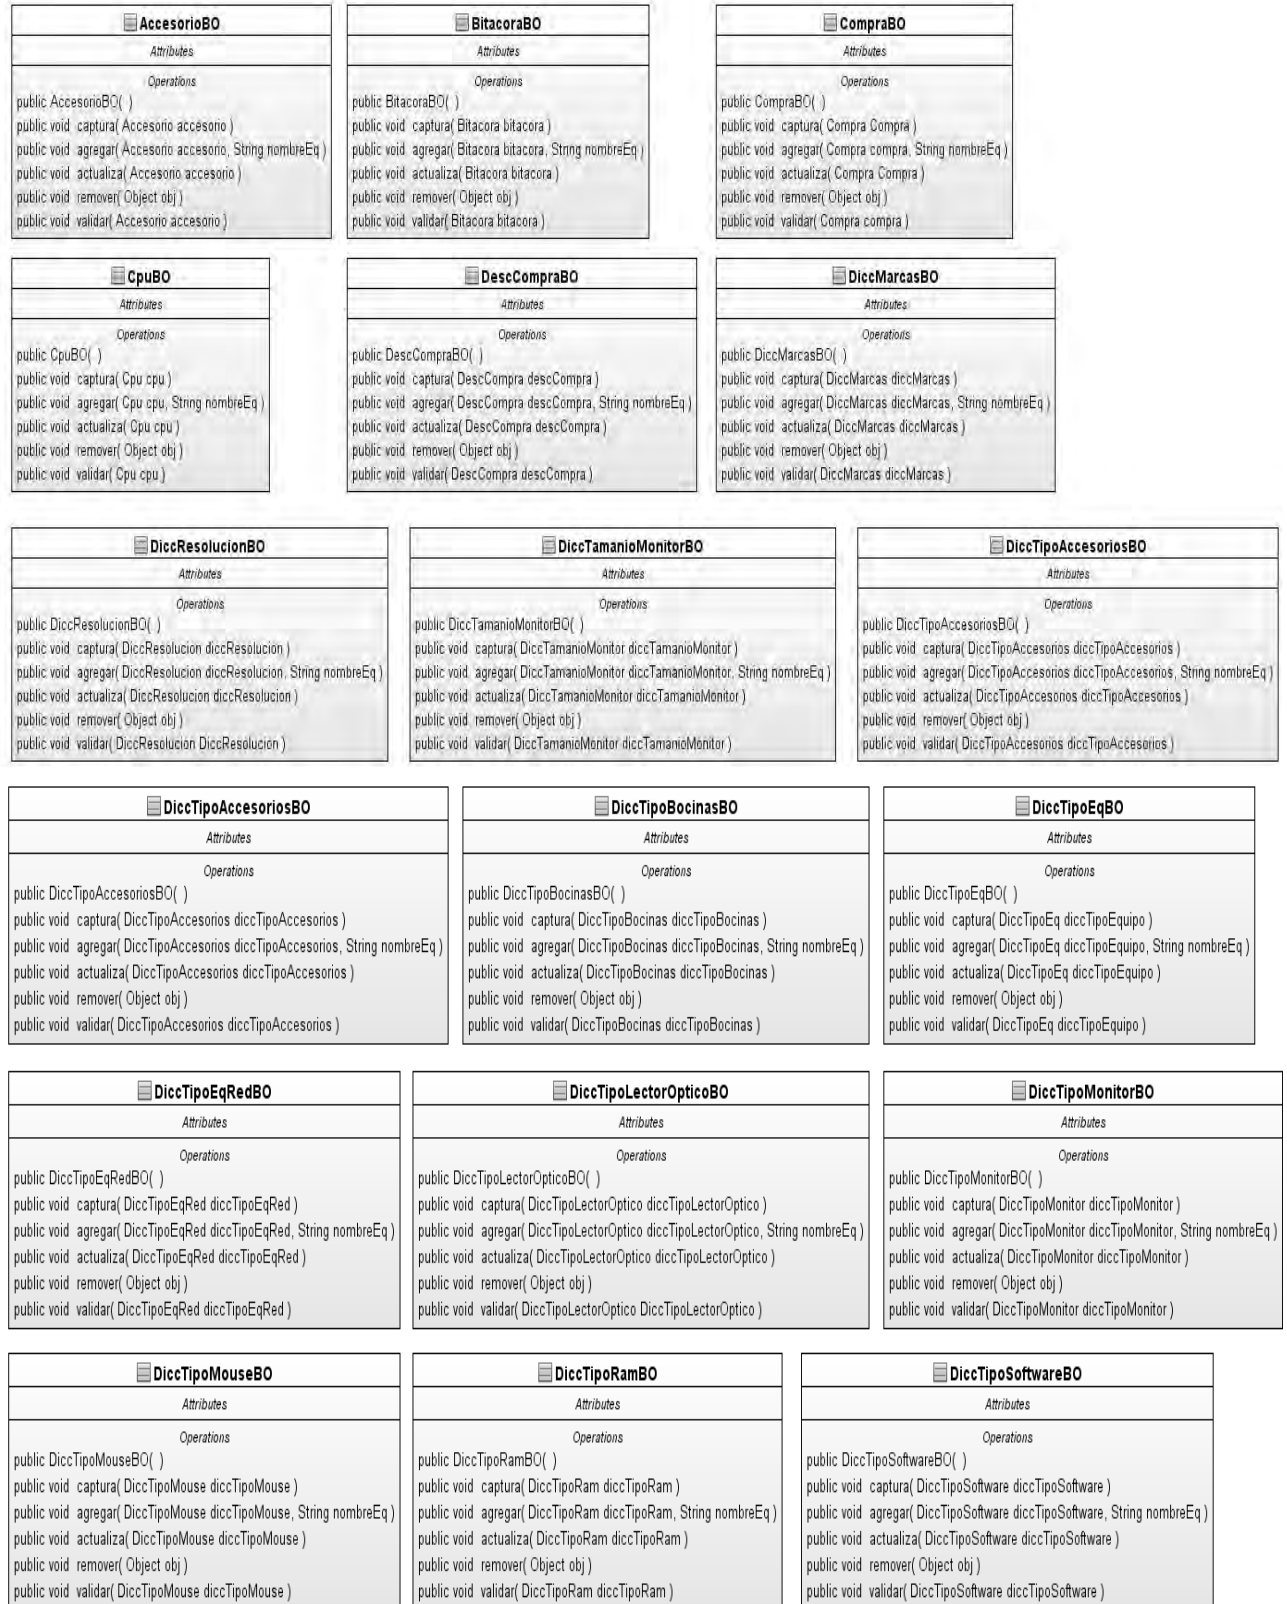 AccesorioBO
Attributes
Operations
public AccesorioBO( )
public void captura( Accesorio accesorio )
public void agregar( Accesorio accesorio, String nombreEq )
public void actualiza( Accesorio accesorio )
public void remover( Object obj )
public void validar( Accesorio accesorio )
BitacoraBO
Attributes
Operations
public BitacoraBO( )
public void captura( Bitacora bitacora )
public void agregar( Bitacora bitacora, String nombreEq )
public void actualiza( Bitacora bitacora )
public void remover( Object obj )
public void validar( Bitacora bitacora )
CompraBO
Attributes
Operations
public CompraBO( )
public void captura( Compra Compra )
public void agregar( Compra compra, String nombreEq )
public void actualiza( Compra Compra )
public void remover( Object obj )
public void validar( Compra compra )
CpuBO
Attributes
Operations
public CpuBO( )
public void captura( Cpu cpu )
public void agregar( Cpu cpu, String nombreEq )
public void actualiza( Cpu cpu )
public void remover( Object obj )
public void validar( Cpu cpu )
DescCompraBO
Attributes
Operations
public DescCompraBO( )
public void captura( DescCompra descCompra )
public void agregar( DescCompra descCompra, String nombreEq )
public void actualiza( DescCompra descCompra )
public void remover( Object obj )
public void validar( DescCompra descCompra )
DiccMarcasBO
Attributes
Operations
public DiccMarcasBO( )
public void captura( DiccMarcas diccMarcas )
public void agregar( DiccMarcas diccMarcas, String nombreEq )
public void actualiza( DiccMarcas diccMarcas )
public void remover( Object obj )
public void validar( DiccMarcas diccMarcas )
DiccResolucionBO
Attributes
Operations
public DiccResolucionBO( )
public void captura( DiccResolucion diccResolucion )
public void agregar( DiccResolucion diccResolucion, String nombreEq )
public void actualiza( DiccResolucion diccResolucion )
public void remover( Object obj )
public void validar( DiccResolucion DiccResolucion )
DiccTamanioMonitorBO
Attributes
Operations
public DiccTamanioMonitorBO( )
public void captura( DiccTamanioMonitor diccTamanioMonitor )
public void agregar( DiccTamanioMonitor diccTamanioMonitor, String nombreEq )
public void actualiza( DiccTamanioMonitor diccTamanioMonitor )
public void remover( Object obj )
public void validar( DiccTamanioMonitor diccTamanioMonitor )
DiccTipoAccesoriosBO
Attributes
Operations
public DiccTipoAccesoriosBO( )
public void captura( DiccTipoAccesorios diccTipoAccesorios )
public void agregar( DiccTipoAccesorios diccTipoAccesorios, String nombreEq )
public void actualiza( DiccTipoAccesorios diccTipoAccesorios )
public void remover( Object obj )
public void validar( DiccTipoAccesorios diccTipoAccesorios )
DiccTipoAccesoriosBO
Attributes
Operations
public DiccTipoAccesoriosBO( )
public void captura( DiccTipoAccesorios diccTipoAccesorios )
public void agregar( DiccTipoAccesorios diccTipoAccesorios, String nombreEq )
public void actualiza( DiccTipoAccesorios diccTipoAccesorios )
public void remover( Object obj )
public void validar( DiccTipoAccesorios diccTipoAccesorios )
DiccTipoBocinasBO
Attributes
Operations
public DiccTipoBocinasBO( )
public void captura( DiccTipoBocinas diccTipoBocinas )
public void agregar( DiccTipoBocinas diccTipoBocinas, String nombreEq )
public void actualiza( DiccTipoBocinas diccTipoBocinas )
public void remover( Object obj )
public void validar( DiccTipoBocinas diccTipoBocinas )
DiccTipoEqBO
Attributes
Operations
public DiccTipoEqBO( )
public void captura( DiccTipoEq diccTipoEquipo )
public void agregar( DiccTipoEq diccTipoEquipo, String nombreEq )
public void actualiza( DiccTipoEq diccTipoEquipo )
public void remover( Object obj )
public void validar( DiccTipoEq diccTipoEquipo )
DiccTipoEqRedBO
Attributes
Operations
public DiccTipoEqRedBO( )
public void captura( DiccTipoEqRed diccTipoEqRed )
public void agregar( DiccTipoEqRed diccTipoEqRed, String nombreEq )
public void actualiza( DiccTipoEqRed diccTipoEqRed )
public void remover( Object obj )
public void validar( DiccTipoEqRed diccTipoEqRed )
DiccTipoLectorOpticoBO
Attributes
Operations
public DiccTipoLectorOpticoBO( )
public void captura( DiccTipoLectorOptico diccTipoLectorOptico )
public void agregar( DiccTipoLectorOptico diccTipoLectorOptico, String nombreEq )
public void actualiza( DiccTipoLectorOptico diccTipoLectorOptico )
public void remover( Object obj )
public void validar( DiccTipoLectorOptico DiccTipoLectorOptico )
DiccTipoMonitorBO
Attributes
Operations
public DiccTipoMonitorBO( )
public void captura( DiccTipoMonitor diccTipoMonitor )
public void agregar( DiccTipoMonitor diccTipoMonitor, String nombreEq )
public void actualiza( DiccTipoMonitor diccTipoMonitor )
public void remover( Object obj )
public void validar( DiccTipoMonitor diccTipoMonitor )
DiccTipoMouseBO
Attributes
Operations
public DiccTipoMouseBO( )
public void captura( DiccTipoMouse diccTipoMouse )
public void agregar( DiccTipoMouse diccTipoMouse, String nombreEq )
public void actualiza( DiccTipoMouse diccTipoMouse )
public void remover( Object obj )
public void validar( DiccTipoMouse diccTipoMouse )
DiccTipoRamBO
Attributes
Operations
public DiccTipoRamBO( )
public void captura( DiccTipoRam diccTipoRam )
public void agregar( DiccTipoRam diccTipoRam, String nombreEq )
public void actualiza( DiccTipoRam diccTipoRam )
public void remover( Object obj )
public void validar( DiccTipoRam diccTipoRam )
DiccTipoSoftwareBO
Attributes
Operations
public DiccTipoSoftwareBO( )
public void captura( DiccTipoSoftware diccTipoSoftware )
public void agregar( DiccTipoSoftware diccTipoSoftware, String nombreEq )
public void actualiza( DiccTipoSoftware diccTipoSoftware )
public void remover( Object obj )
public void validar( DiccTipoSoftware diccTipoSoftware )